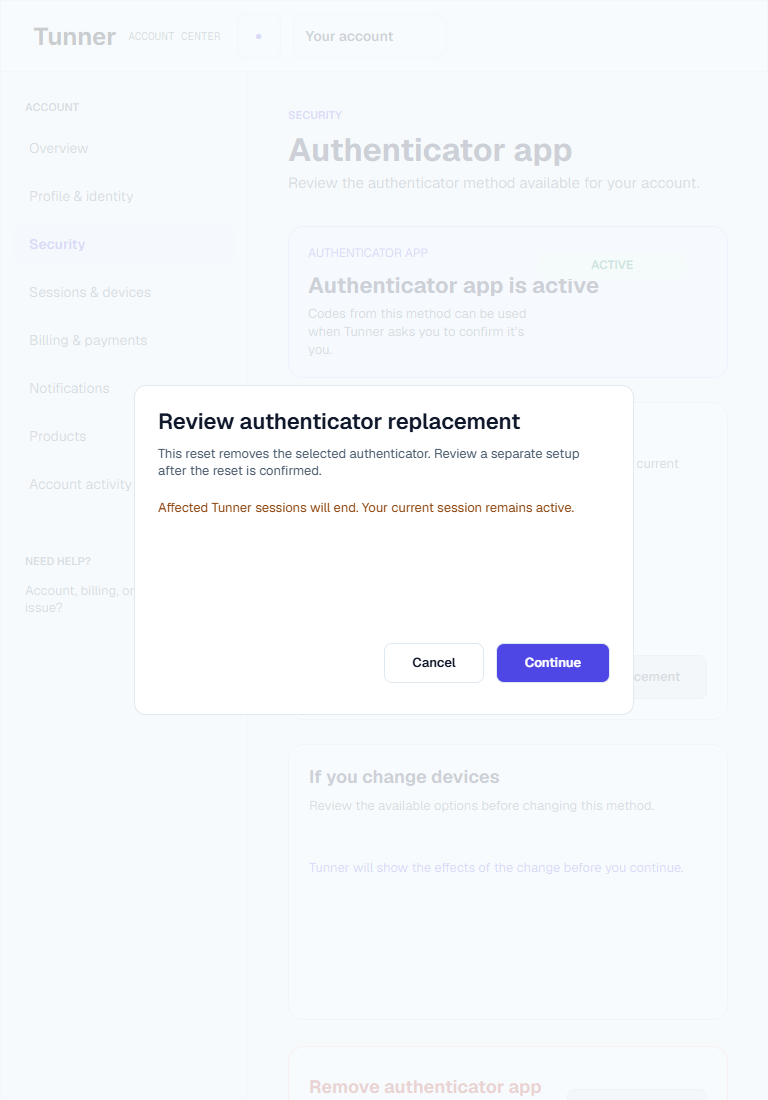 Tunner ACCOUNT CENTER
Your account
ACCOUNT
Overview
Profile & identity
Security
Sessions & devices
Billing & payments
Notifications
Products
Account activity
NEED HELP?
Account, billing, or
issue?
SECURITY
Authenticator app
Review the authenticator method available for your account.
AUTHENTICATOR APP
ACTIVE
Authenticator app is active
Codes from this method can be used
when Tunner asks you to confirm it's
you.
current
Review authenticator replacement
This reset removes the selected authenticator. Review a separate setup
after the reset is confirmed.
Affected Tunner sessions will end. Your current session remains active.
Cancel
Continue
If you change devices
Review the available options before changing this method.
Tunner will show the effects of the change before you continue.
Remove authenticator app